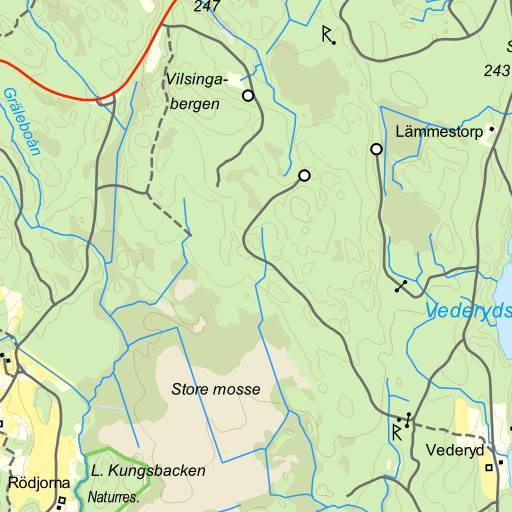 247
R
S
243
Vilsinga-
bergen
Gräleboån
Lämmestorp
Vederyds
Store mosse
R
Vederyd
L. Kungsbacken
Naturres.
Rödjorna